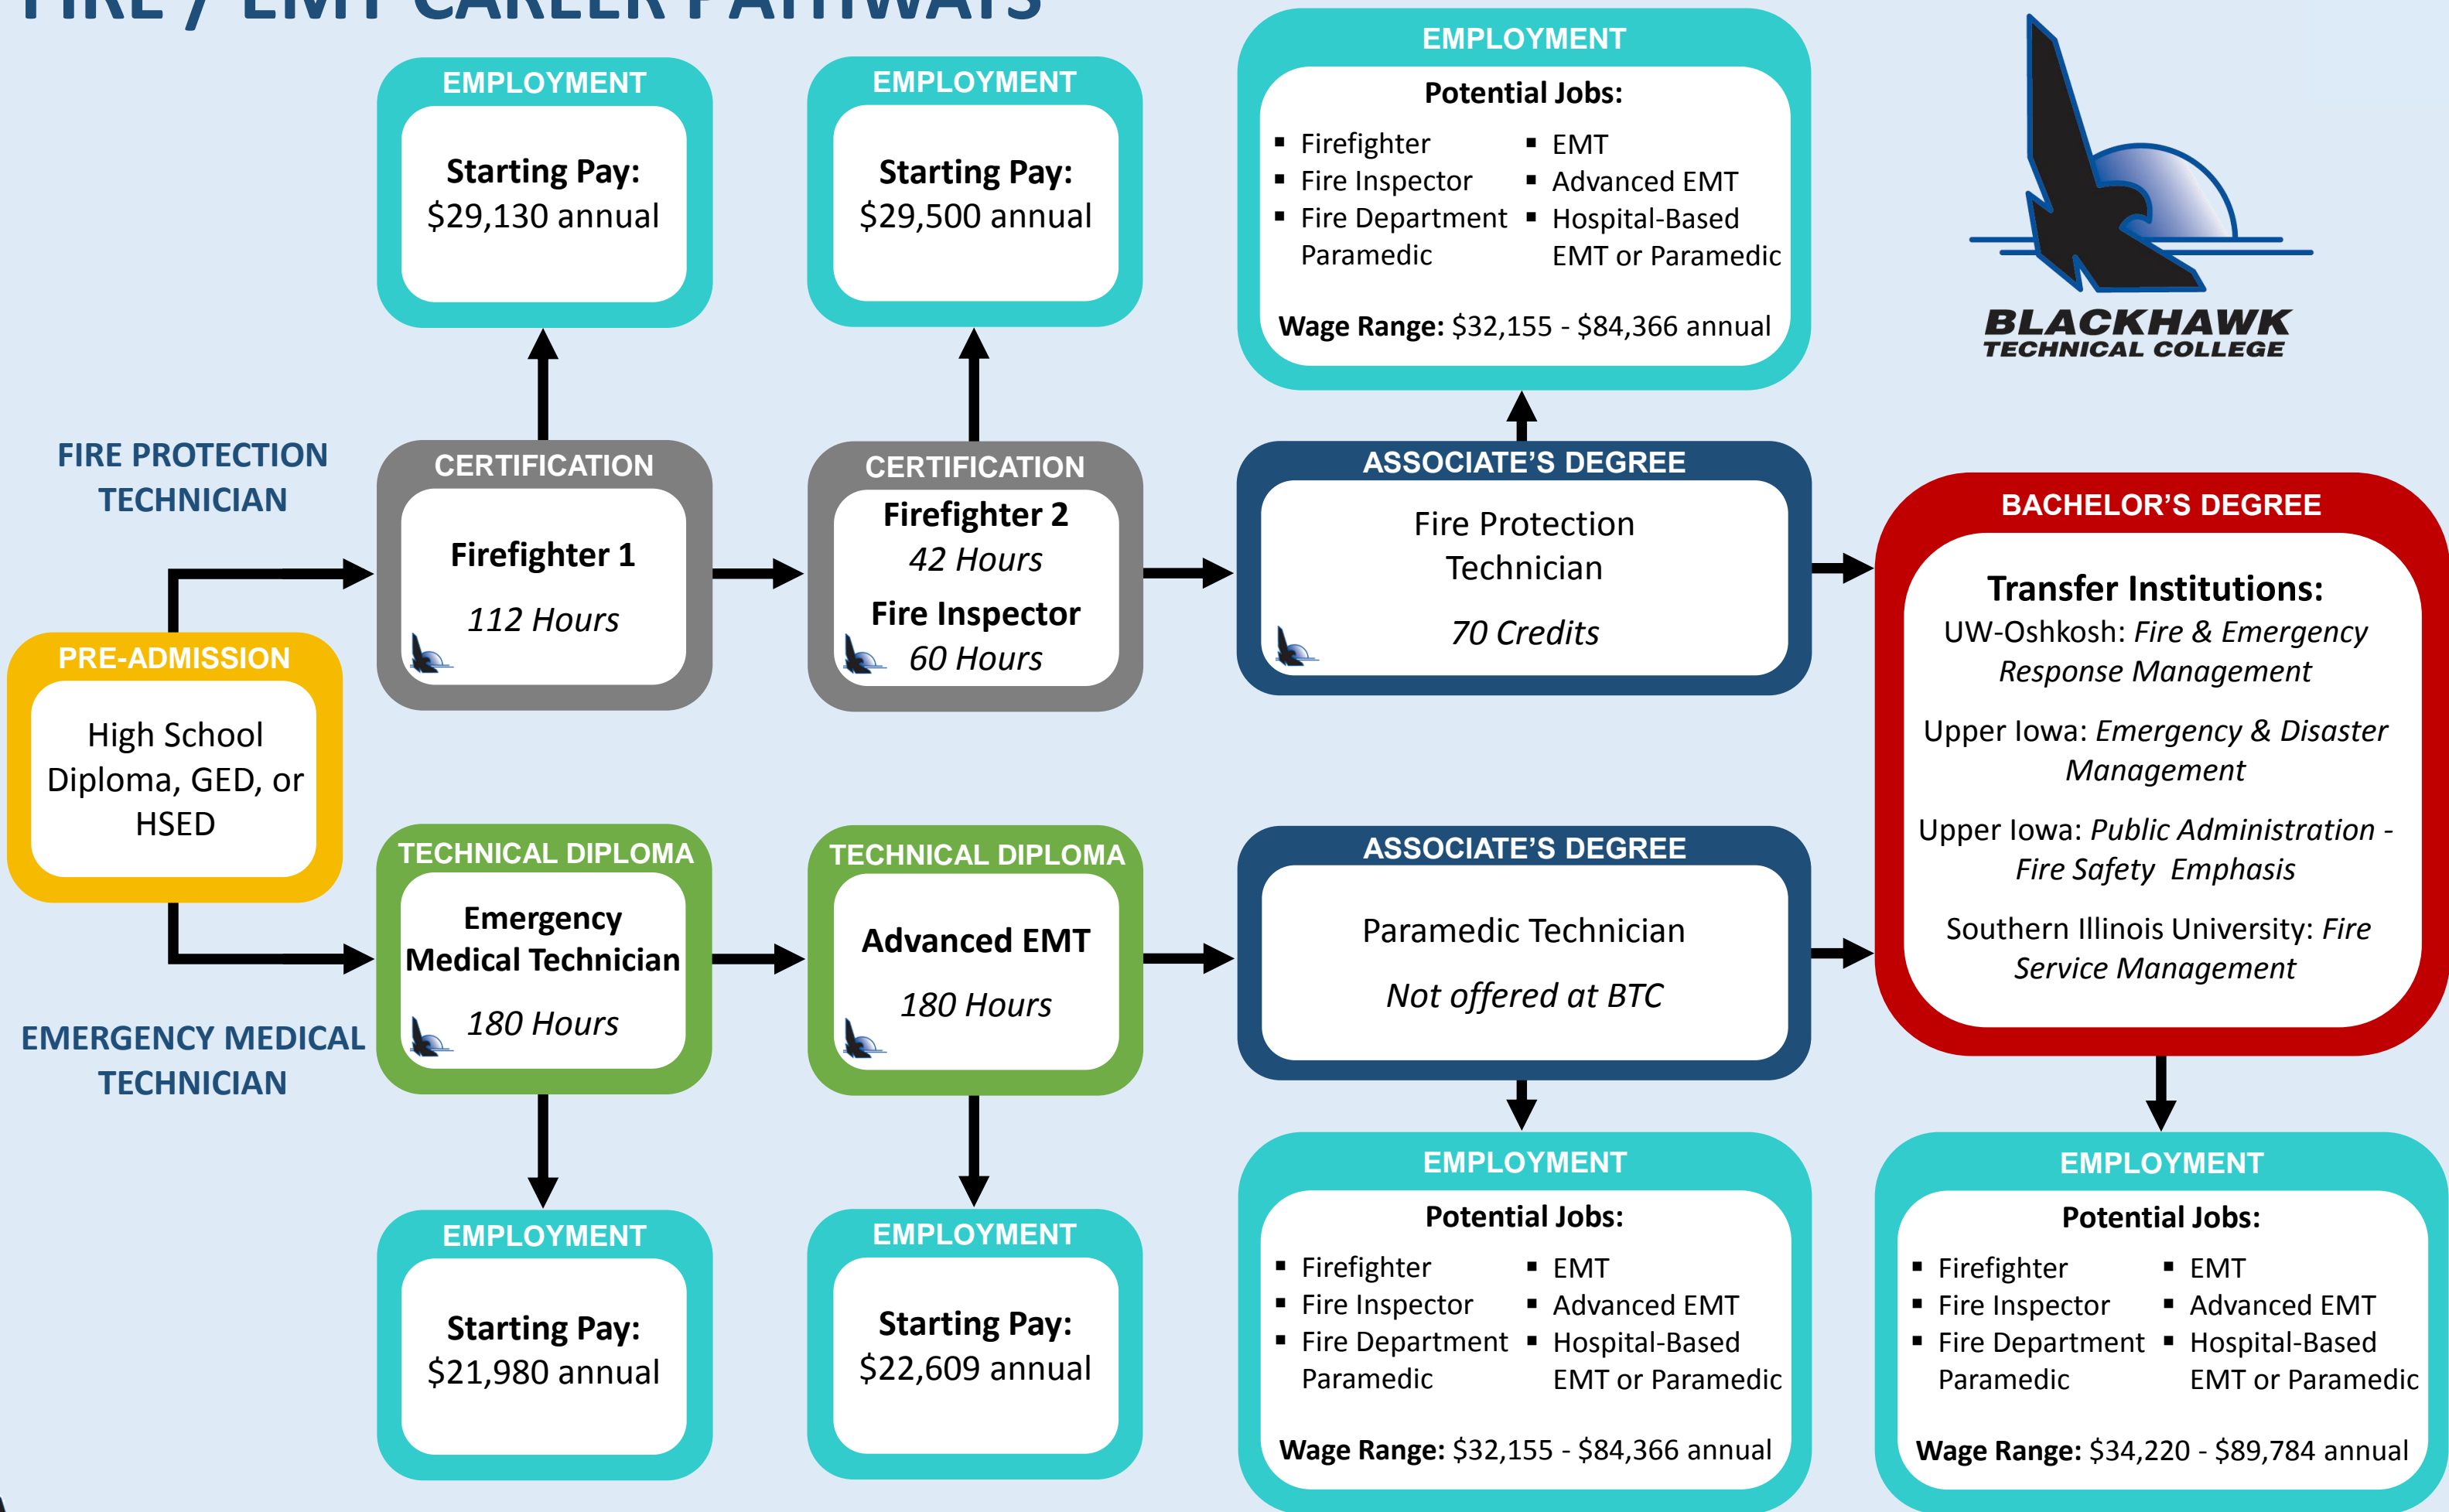 FIRE / EMT CAREER PATHWAYS
EMPLOYMENT
Starting Pay:
$29,130 annual
EMPLOYMENT
Starting Pay:
$29,500 annual
EMPLOYMENT
Potential Jobs:
▪ Firefighter
▪ Fire Inspector
▪ Fire Department
Paramedic
▪ EMT
▪ Advanced EMT
▪ Hospital-Based
EMT or Paramedic
Wage Range: $32,155 - $84,366 annual
BLACKHAWK
TECHNICAL COLLEGE
FIRE PROTECTION
TECHNICIAN
CERTIFICATION
Firefighter 1
112 Hours
CERTIFICATION
Firefighter 2
42 Hours
Fire Inspector
60 Hours
ASSOCIATE'S DEGREE
Fire Protection
Technician
70 Credits
BACHELOR'S DEGREE
Transfer Institutions:
UW-Oshkosh: Fire & Emergency
Response Management
Upper Iowa: Emergency & Disaster
Management
Upper Iowa: Public Administration -
Fire Safety Emphasis
Southern Illinois University: Fire
Service Management
PRE-ADMISSION
High School
Diploma, GED, or
HSED
EMERGENCY MEDICAL
TECHNICIAN
TECHNICAL DIPLOMA
Emergency
Medical Technician
180 Hours
TECHNICAL DIPLOMA
Advanced EMT
180 Hours
ASSOCIATE'S DEGREE
Paramedic Technician
Not offered at BTC
EMPLOYMENT
Starting Pay:
$21,980 annual
EMPLOYMENT
Starting Pay:
$22,609 annual
EMPLOYMENT
Potential Jobs:
▪ Firefighter
▪ Fire Inspector
▪ Fire Department
Paramedic
▪ EMT
▪ Advanced EMT
▪ Hospital-Based
EMT or Paramedic
Wage Range: $32,155 - $84,366 annual
EMPLOYMENT
Potential Jobs:
▪ Firefighter
▪ Fire Inspector
▪ Fire Department
Paramedic
▪ EMT
▪ Advanced EMT
▪ Hospital-Based
EMT or Paramedic
Wage Range: $34,220 - $89,784 annual